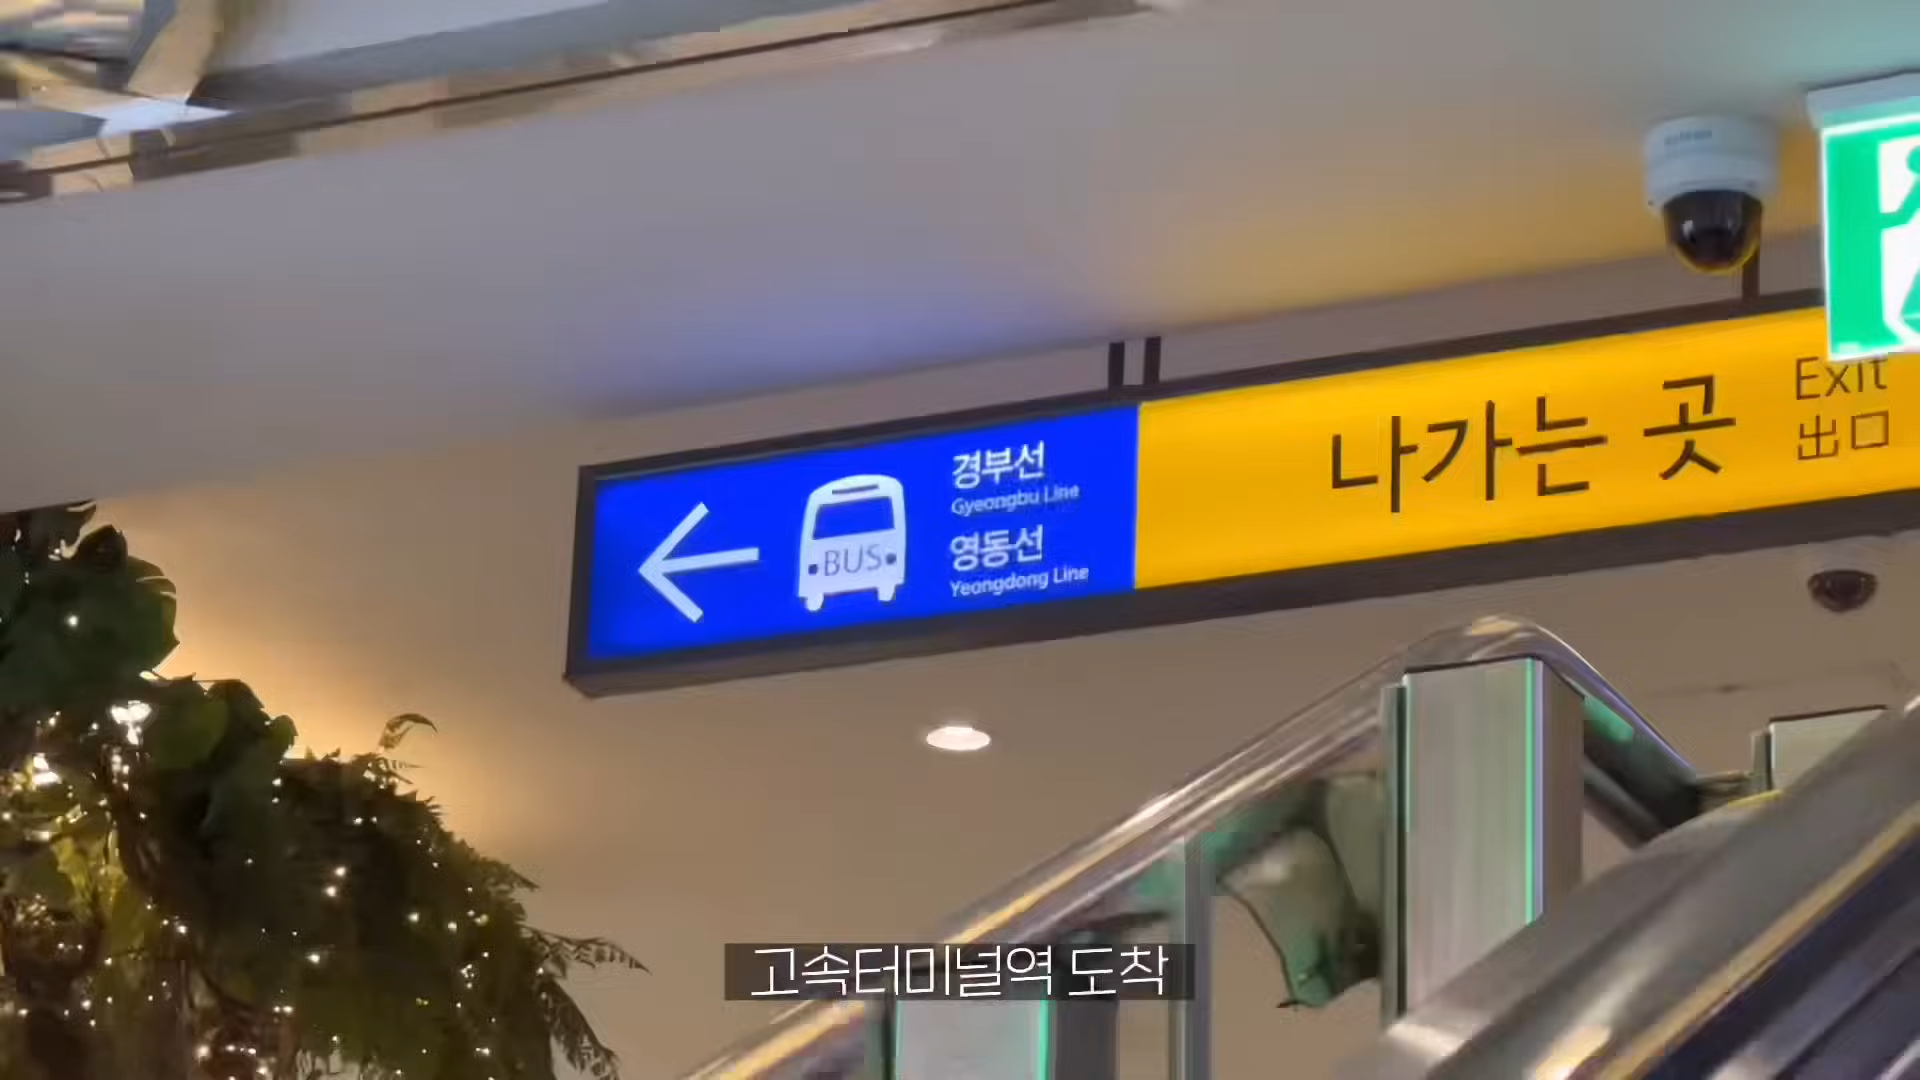 경부선
Gyeongbu Line
영동선
Yeongdong Line
BUS
나가는 곳
Exit
出口
고속터미널역 도착